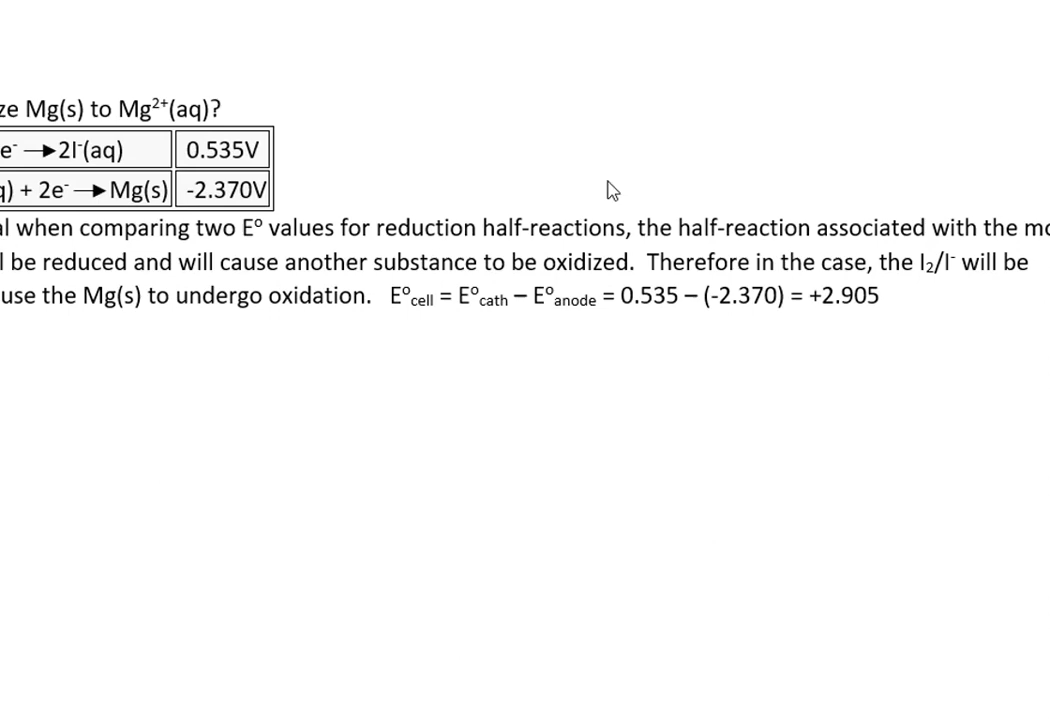 ze Mg(s) to Mg²⁺(aq)?
e⁻ → 2I⁻(aq) 0.535V
q) + 2e⁻ → Mg(s) -2.370V
al when comparing two E° values for reduction half-reactions, the half-reaction associated with the mo
l be reduced and will cause another substance to be oxidized. Therefore in the case, the I₂/I⁻ will be
use the Mg(s) to undergo oxidation. E°cell = E°cath – E°anode = 0.535 – (-2.370) = +2.905